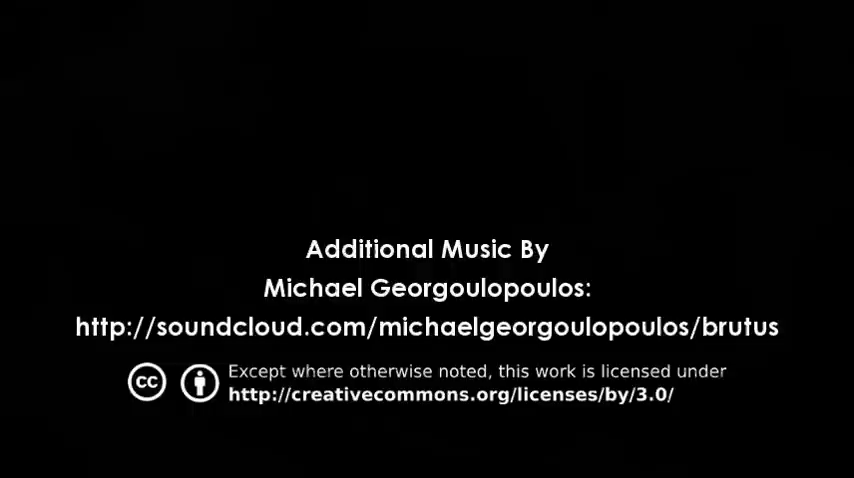 Additional Music By
Michael Georgoulopoulos:
http://soundcloud.com/michaelgeorgoulopoulos/brutus
cc
Except where otherwise noted, this work is licensed under
http://creativecommons.org/licenses/by/3.0/